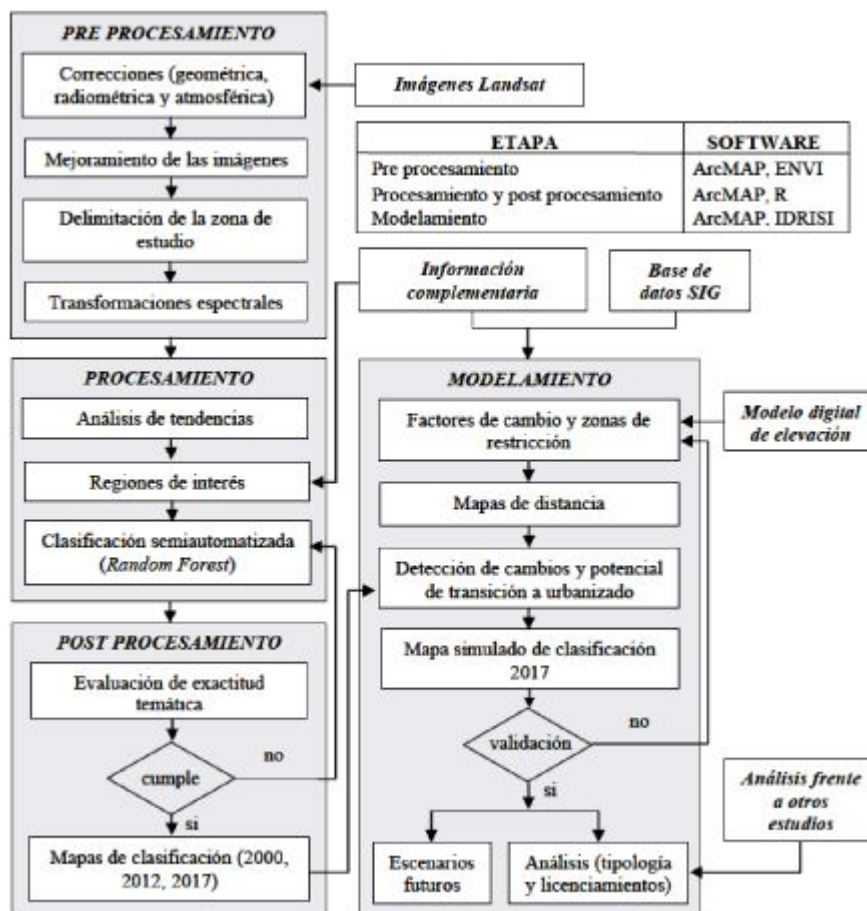 PRE PROCESAMIENTO
Correcciones (geométrica,
radiométrica y atmosférica)
Mejoramiento de las imágenes
Delimitación de la zona de
estudio
Transformaciones espectrales
Imágenes Landsat
ETAPA SOFTWARE
Pre procesamiento ArcMAP, ENVI
Procesamiento y post procesamiento ArcMAP, R
Modelamiento ArcMAP, IDRISI
Información
complementaria
Base de
datos SIG
PROCESAMIENTO
Análisis de tendencias
Regiones de interés
Clasificación semiautomatizada
(Random Forest)
POST PROCESAMIENTO
Evaluación de exactitud
temática
cumple
no
si
Mapas de clasificación (2000,
2012, 2017)
MODELAMIENTO
Factores de cambio y zonas de
restricción
Mapas de distancia
Detección de cambios y potencial
de transición a urbanizado
Mapa simulado de clasificación
2017
validación
no
si
Escenarios
futuros
Análisis (tipología
y licenciamientos)
Modelo digital
de elevación
Análisis frente
a otros
estudios